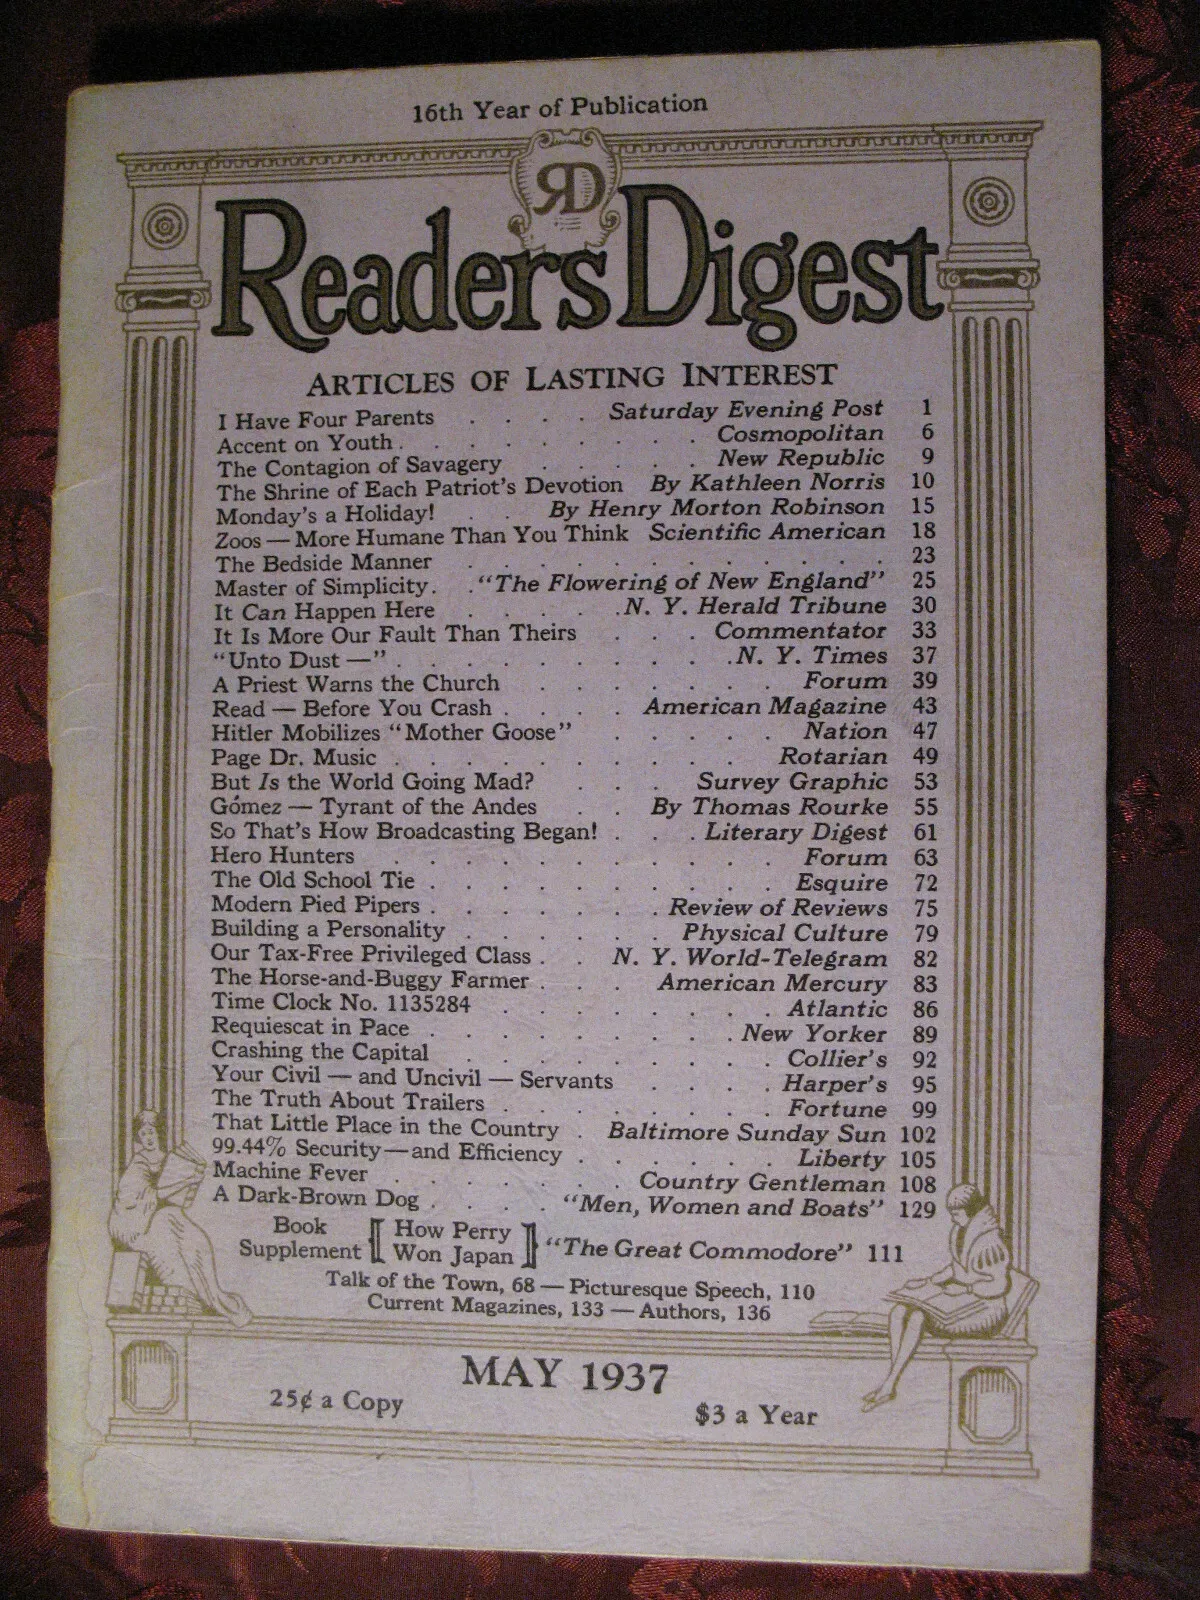 16th Year of Publication
RD
Readers Digest
ARTICLES OF LASTING INTEREST
I Have Four Parents . . . . Saturday Evening Post 1
Accent on Youth . . . . . . . . . Cosmopolitan 6
The Contagion of Savagery . . . . . New Republic 9
The Shrine of Each Patriot's Devotion By Kathleen Norris 10
Monday's a Holiday! . . By Henry Morton Robinson 15
Zoos — More Humane Than You Think Scientific American 18
The Bedside Manner . . . . . . . . . . . . 23
Master of Simplicity . . "The Flowering of New England" 25
It Can Happen Here . . . . . . N. Y. Herald Tribune 30
It Is More Our Fault Than Theirs . . . Commentator 33
"Unto Dust —" . . . . . . . . . . . N. Y. Times 37
A Priest Warns the Church . . . . . . . Forum 39
Read — Before You Crash . . . . American Magazine 43
Hitler Mobilizes "Mother Goose" . . . . . Nation 47
Page Dr. Music . . . . . . . . . . Rotarian 49
But Is the World Going Mad? . . . Survey Graphic 53
Gómez — Tyrant of the Andes . . By Thomas Rourke 55
So That's How Broadcasting Began! . . . Literary Digest 61
Hero Hunters . . . . . . . . . . . Forum 63
The Old School Tie . . . . . . . . . . Esquire 72
Modern Pied Pipers . . . . . . . Review of Reviews 75
Building a Personality . . . . . . Physical Culture 79
Our Tax-Free Privileged Class . . N. Y. World-Telegram 82
The Horse-and-Buggy Farmer . . . American Mercury 83
Time Clock No. 1135284 . . . . . . . . Atlantic 86
Requiescat in Pace . . . . . . . . . New Yorker 89
Crashing the Capital . . . . . . . . . Collier's 92
Your Civil — and Uncivil — Servants . . . . Harper's 95
The Truth About Trailers . . . . . . . . Fortune 99
That Little Place in the Country . Baltimore Sunday Sun 102
99.44% Security—and Efficiency . . . . . . Liberty 105
Machine Fever . . . . . . . Country Gentleman 108
A Dark-Brown Dog . . . . "Men, Women and Boats" 129
Book Supplement [ How Perry Won Japan ] "The Great Commodore" 111
Talk of the Town, 68 — Picturesque Speech, 110
Current Magazines, 133 — Authors, 136
MAY 1937
25¢ a Copy
$3 a Year